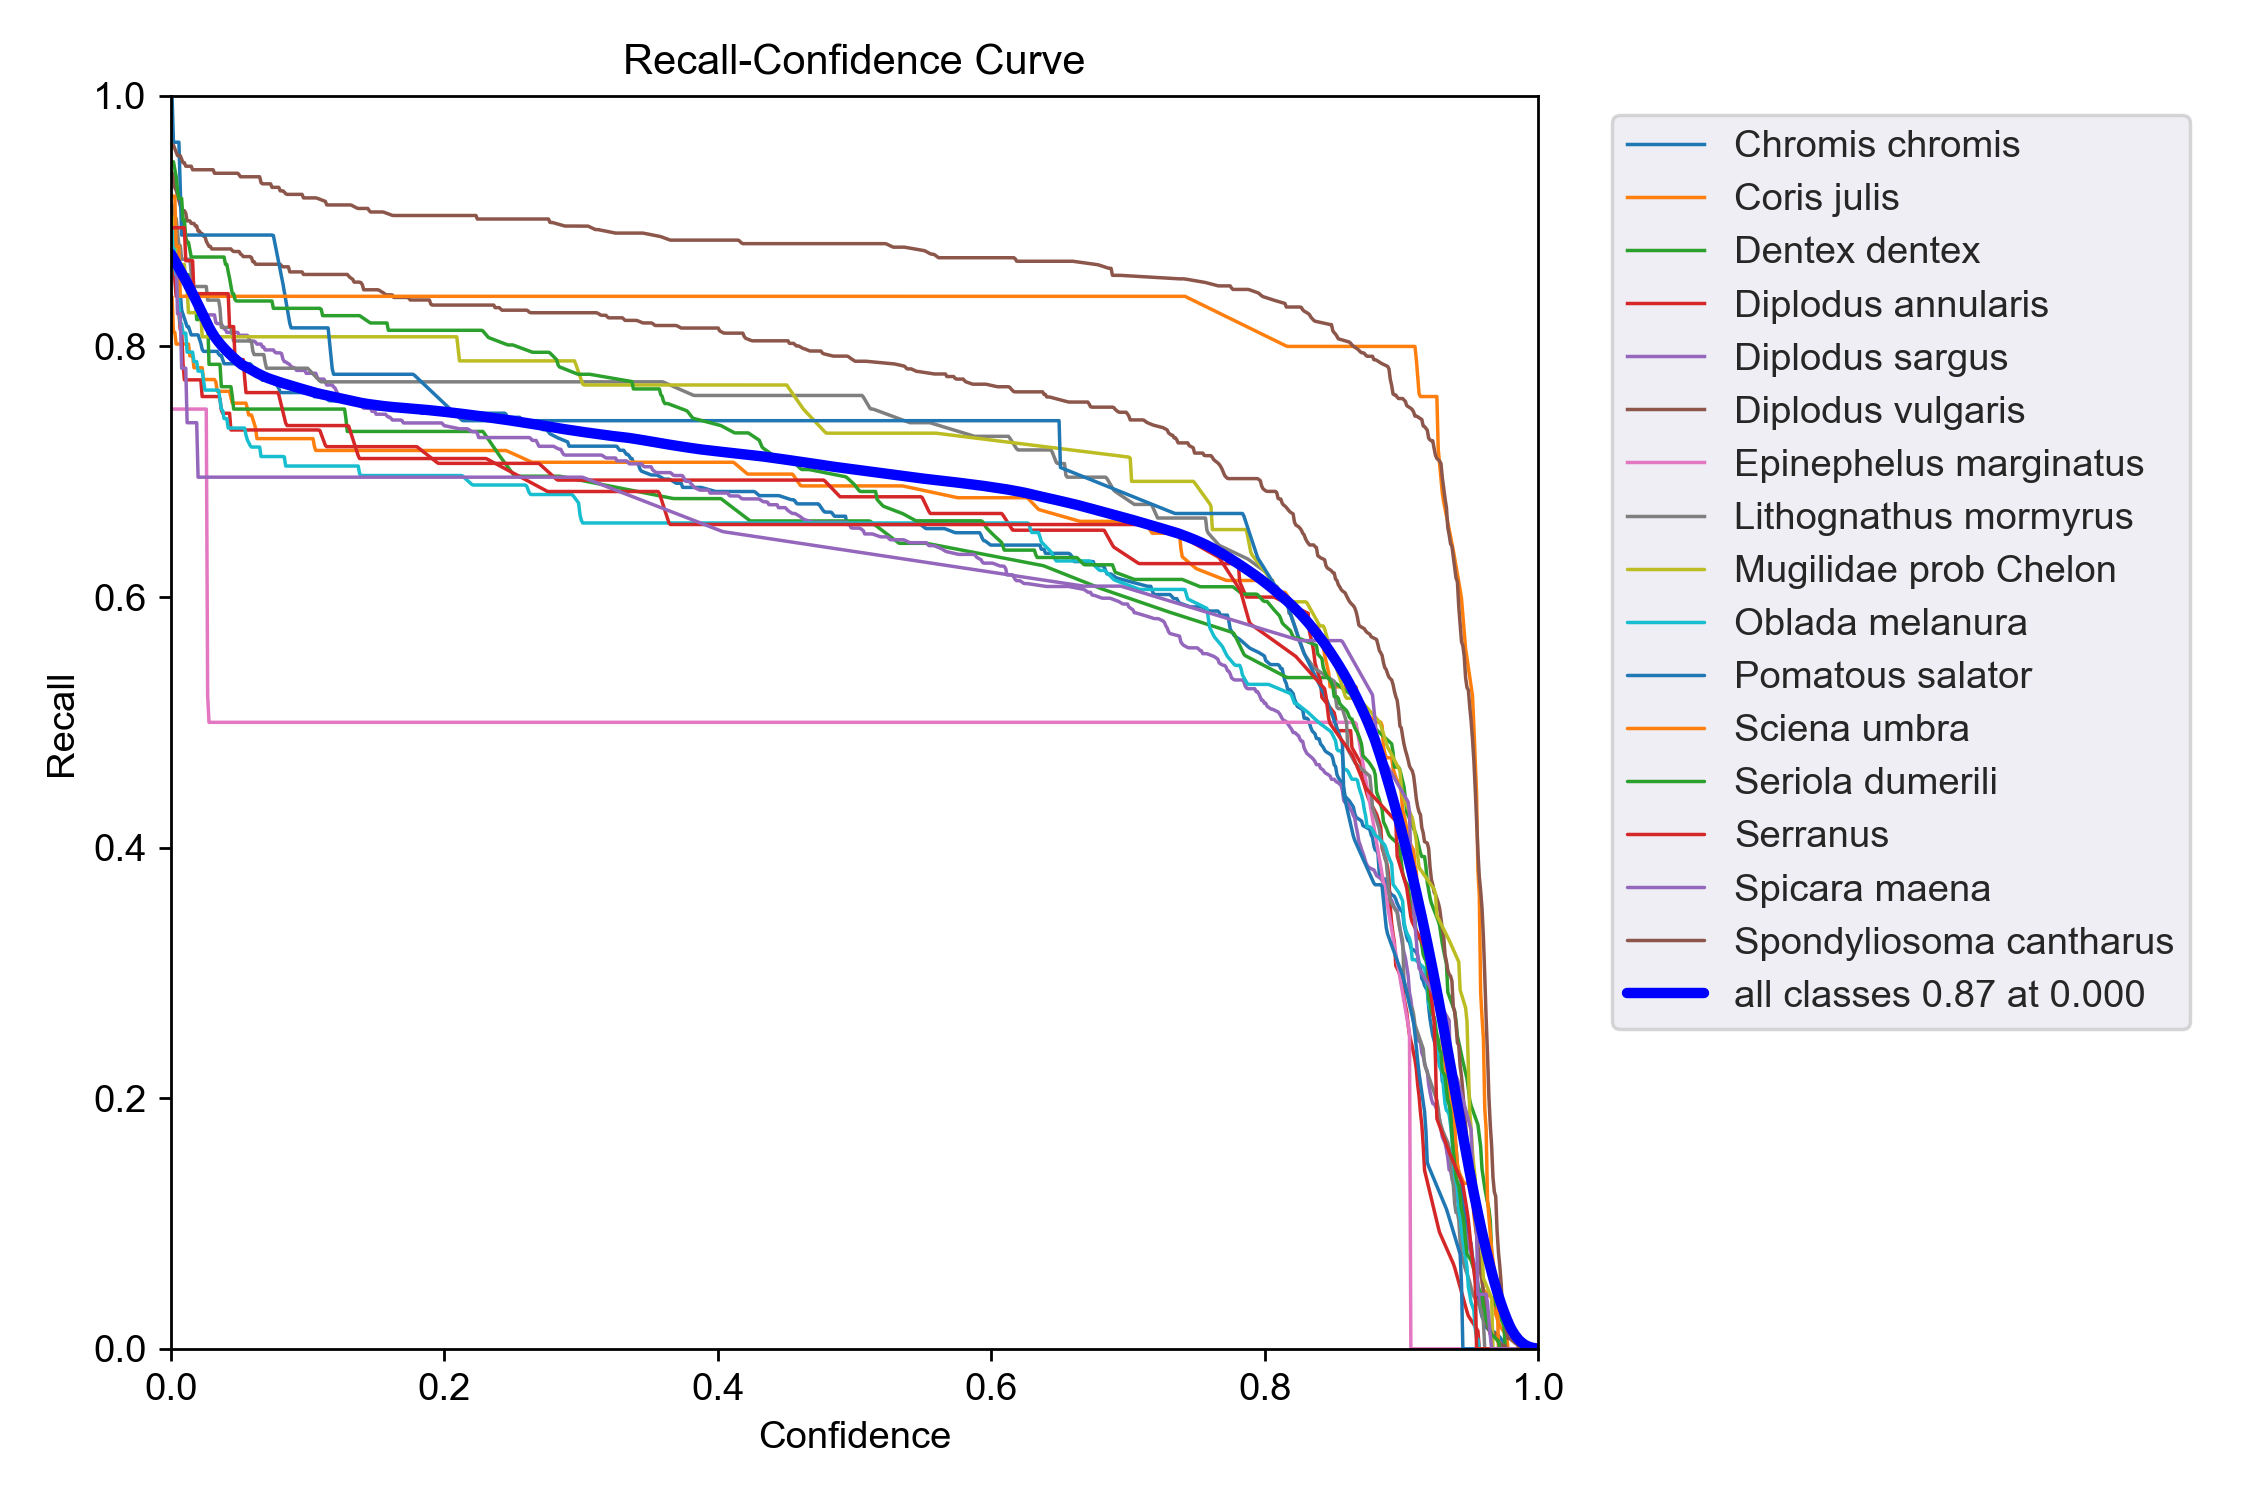 Recall-Confidence Curve
1.0
0.8
0.6
0.4
0.2
0.0
Recall
0.0 0.2 0.4 0.6 0.8 1.0
Confidence
Chromis chromis
Coris julis
Dentex dentex
Diplodus annularis
Diplodus sargus
Diplodus vulgaris
Epinephelus marginatus
Lithognathus mormyrus
Mugilidae prob Chelon
Oblada melanura
Pomatous salator
Sciena umbra
Seriola dumerili
Serranus
Spicara maena
Spondyliosoma cantharus
all classes 0.87 at 0.000